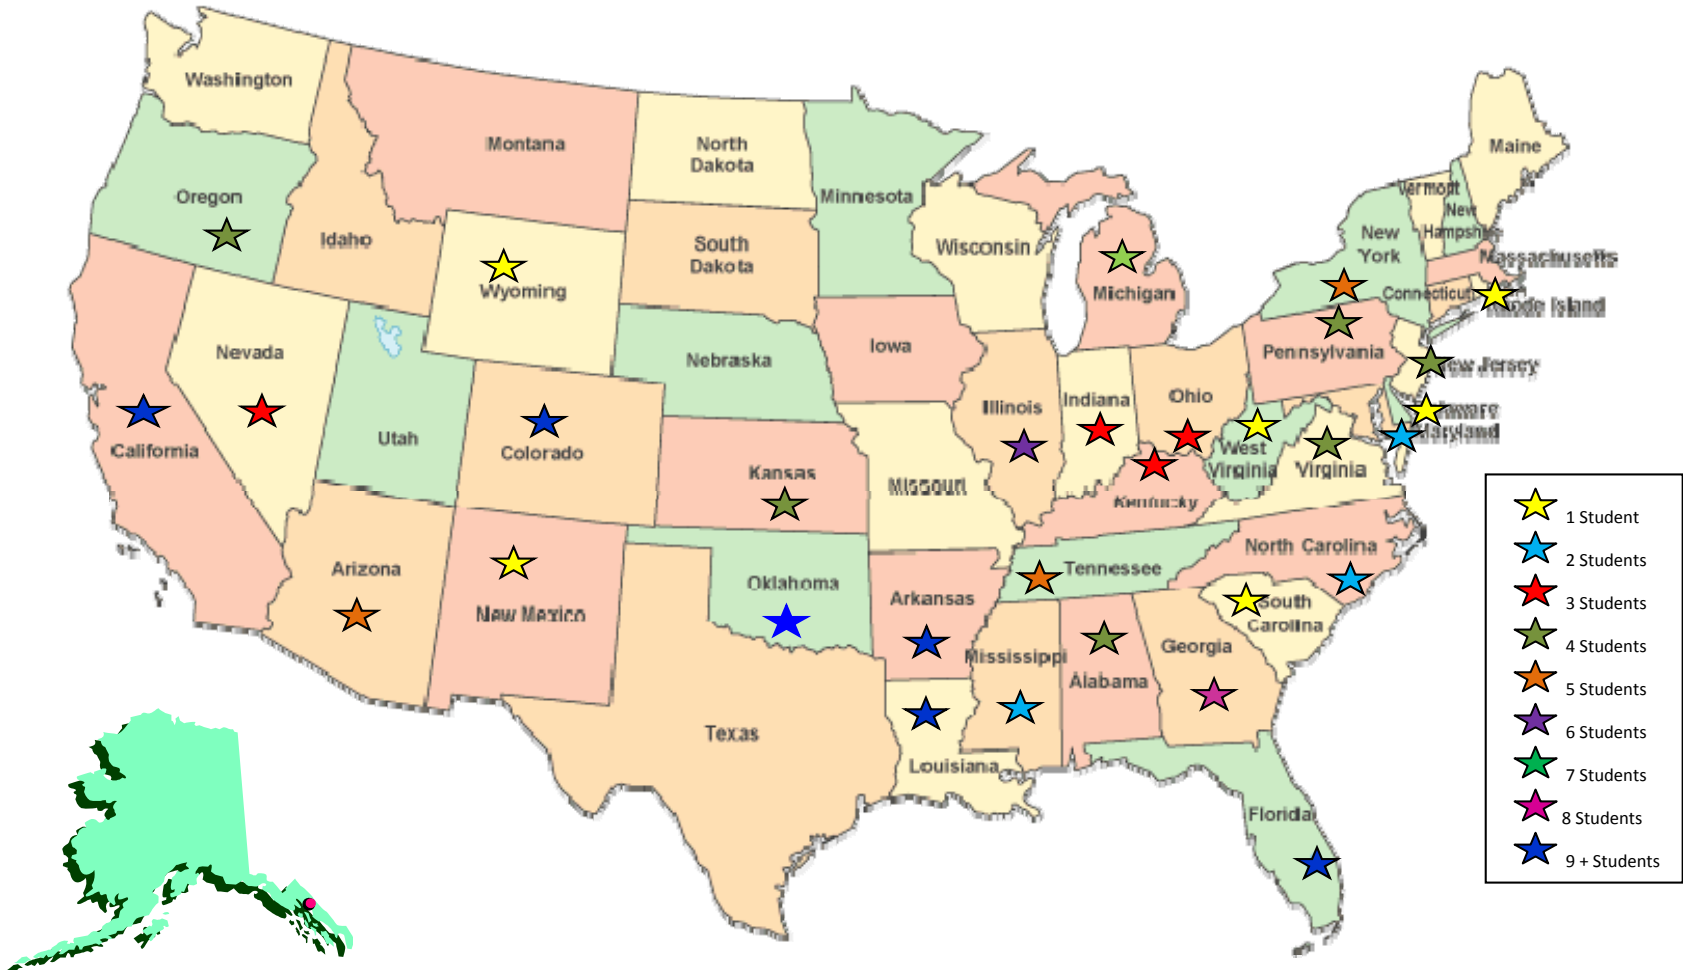 Washington
Montana
North
Dakota
Minnesota
Maine
Vermont
New
Hampshire
Oregon
Idaho
South
Dakota
Wisconsin
New
York
Massachusetts
Wyoming
Michigan
Connecticut
Rhode Island
Nevada
Nebraska
Iowa
Pennsylvania
New Jersey
Utah
Colorado
Illinois
Indiana
Ohio
Delaware
Maryland
California
Kansas
Missouri
West
Virginia
Virginia
Kentucky
Arizona
New Mexico
Oklahoma
Arkansas
Tennessee
North Carolina
South
Carolina
Mississippi
Alabama
Georgia
Texas
Louisiana
Florida
1 Student
2 Students
3 Students
4 Students
5 Students
6 Students
7 Students
8 Students
9 + Students